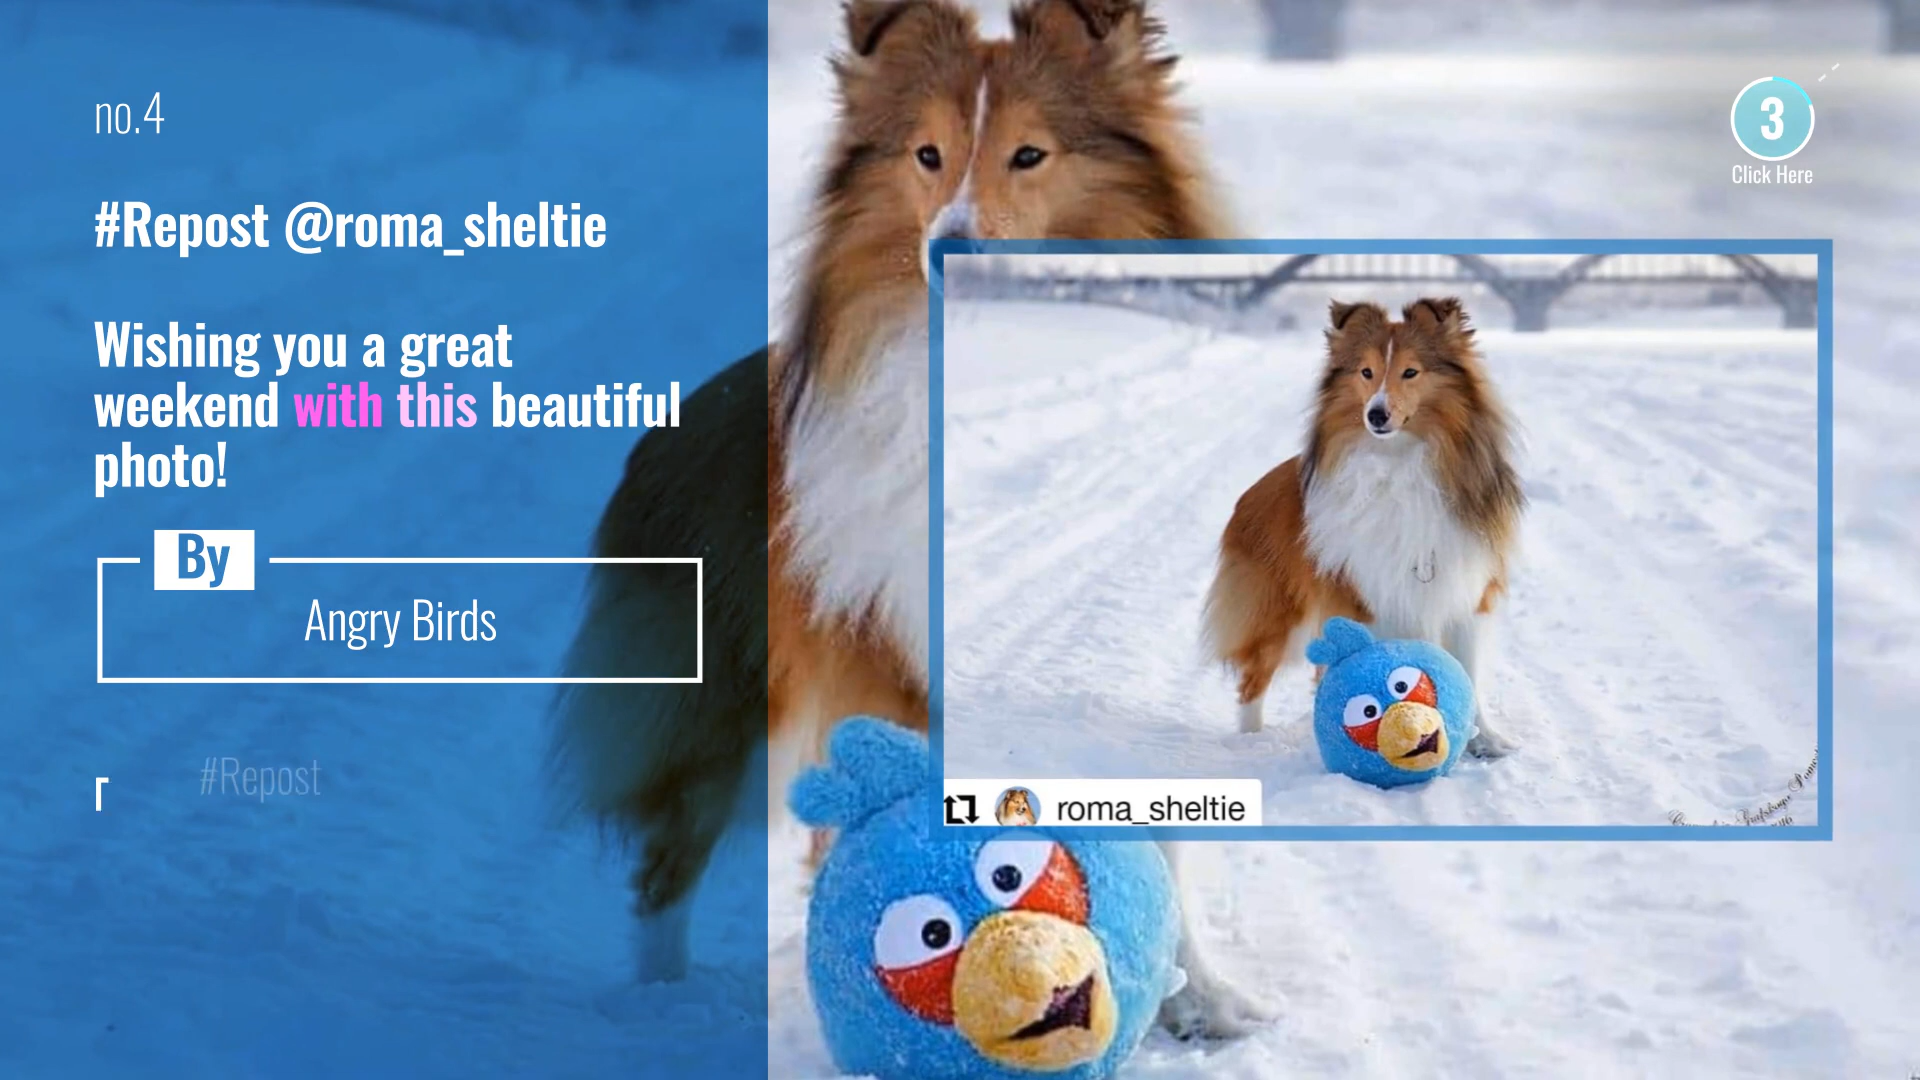 no.4
#Repost @roma_sheltie
Wishing you a great
weekend with this beautiful
photo!
By
Angry Birds
#Repost
3
Click Here
roma_sheltie